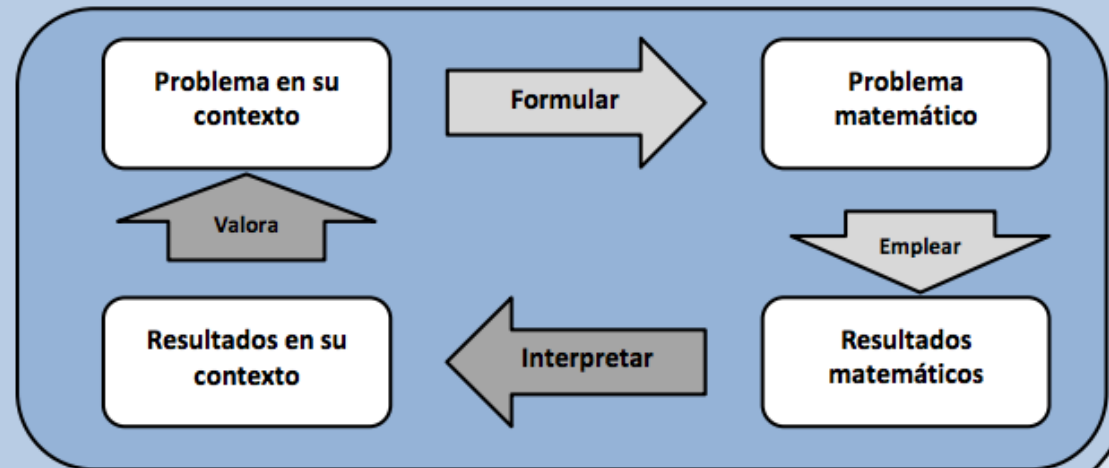 Problema en su
contexto
Formular
Problema
matemático
Valora
Emplear
Resultados en su
contexto
Interpretar
Resultados
matemáticos